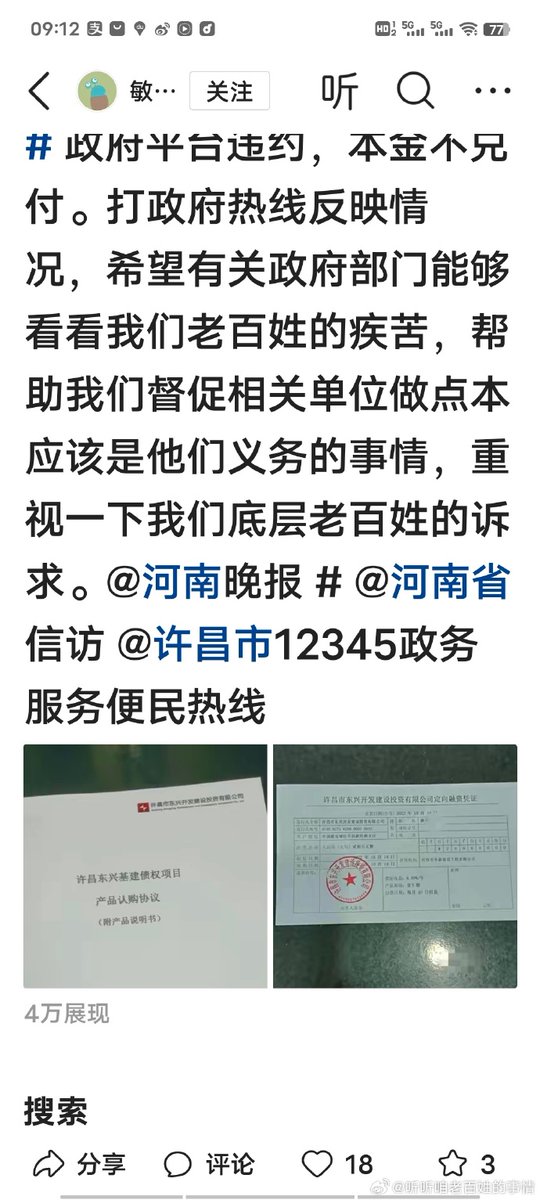 09:12
HD 1 2 5G 5G 77
敏…
关注
听
# 政府平台违约，本金不兑
付。打政府热线反映情
况，希望有关政府部门能够
看看我们老百姓的疾苦，帮
助我们督促相关单位做点本
应该是他们义务的事情，重
视一下我们底层老百姓的诉
求。@河南晚报 # @河南省
信访 @许昌市12345政务
服务便民热线
许昌市东兴开发建设投资有限公司
许昌东兴基建债权项目
产品认购协议
（附产品说明书）
许昌市东兴开发建设投资有限公司定向融资凭证
4万展现
搜索
分享
评论
18
3
@听听咱老百姓的事情